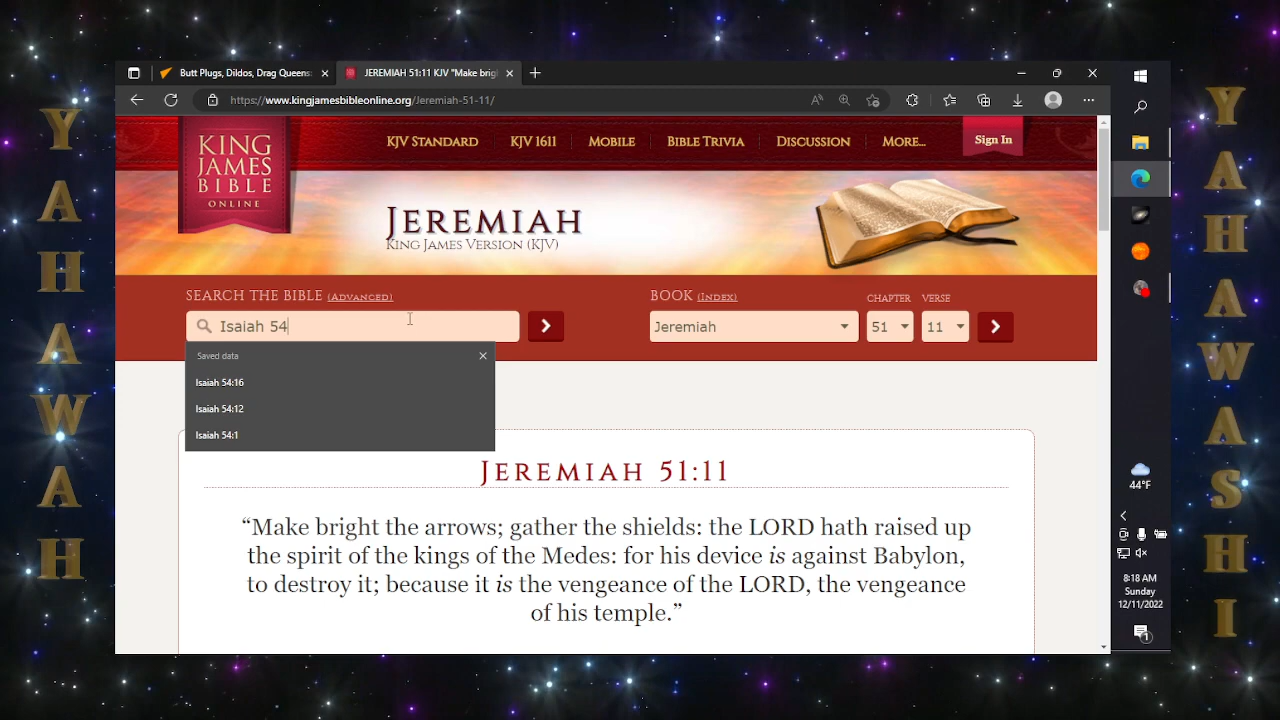 Butt Plugs, Dildos, Drag Queens:
JEREMIAH 51:11 KJV "Make brig
https://www.kingjamesbibleonline.org/Jeremiah-51-11/
KING
JAMES
BIBLE
ONLINE
KJV STANDARD
KJV 1611
MOBILE
BIBLE TRIVIA
DISCUSSION
MORE...
Sign In
JEREMIAH
KING JAMES VERSION (KJV)
SEARCH THE BIBLE (ADVANCED)
BOOK (INDEX)
CHAPTER
VERSE
Isaiah 54
Jeremiah
51
11
Saved data
Isaiah 54:16
Isaiah 54:12
Isaiah 54:1
JEREMIAH 51:11
“Make bright the arrows; gather the shields: the LORD hath raised up
the spirit of the kings of the Medes: for his device is against Babylon,
to destroy it; because it is the vengeance of the LORD, the vengeance
of his temple.”
44°F
8:18 AM
Sunday
12/11/2022
1
YAHAWAH
YAHAWASHI